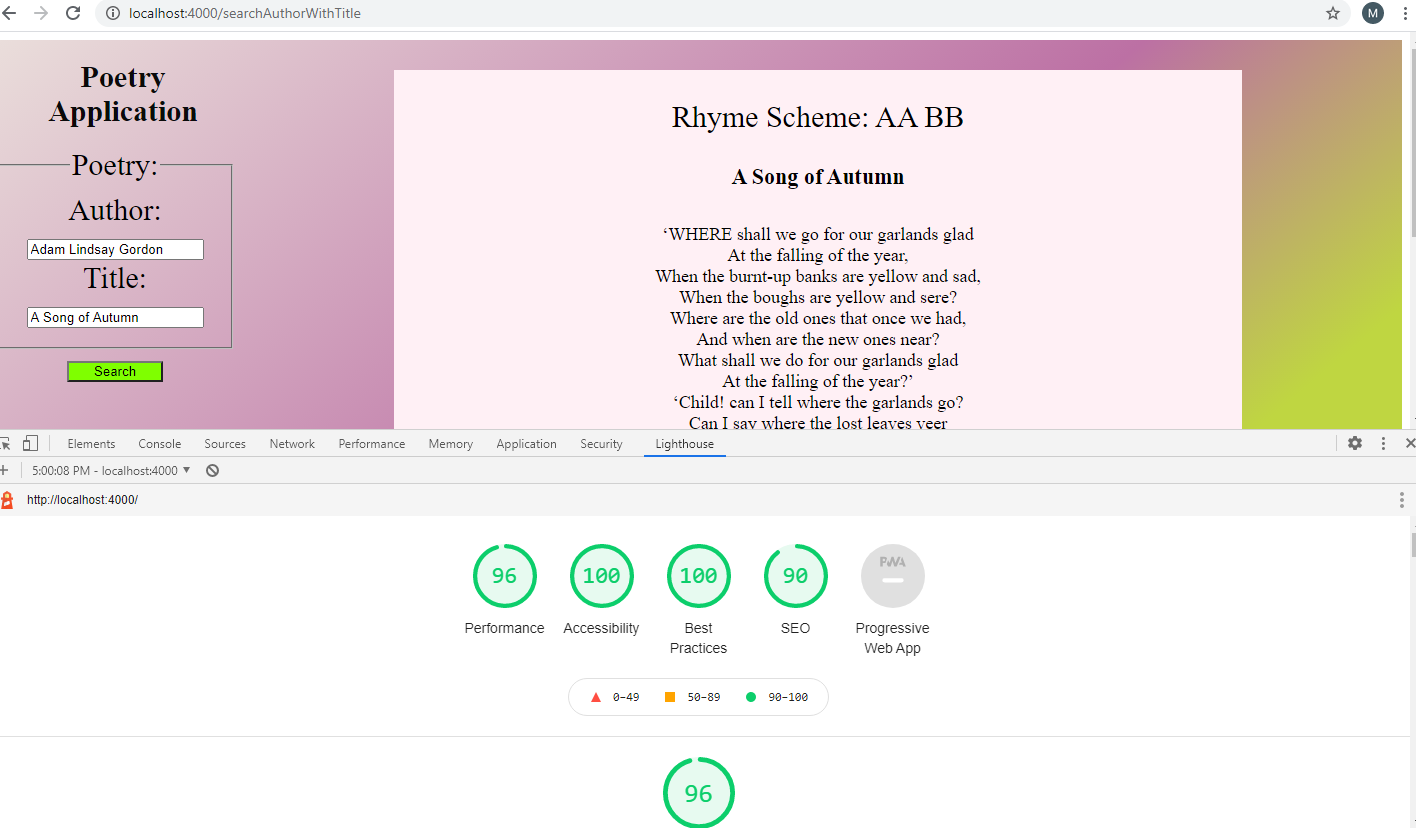 localhost:4000/searchAuthorWithTitle
M
Poetry
Application
Poetry:
Author:
Adam Lindsay Gordon
Title:
A Song of Autumn
Search
Rhyme Scheme: AA BB
A Song of Autumn
‘WHERE shall we go for our garlands glad
At the falling of the year,
When the burnt-up banks are yellow and sad,
When the boughs are yellow and sere?
Where are the old ones that once we had,
And when are the new ones near?
What shall we do for our garlands glad
At the falling of the year?’
‘Child! can I tell where the garlands go?
Can I say where the lost leaves veer
Elements Console Sources Network Performance Memory Application Security Lighthouse
5:00:08 PM - localhost:4000
http://localhost:4000/
96 100 100 90 PWA
Performance Accessibility Best Practices SEO Progressive Web App
0–49 50–89 90–100
96